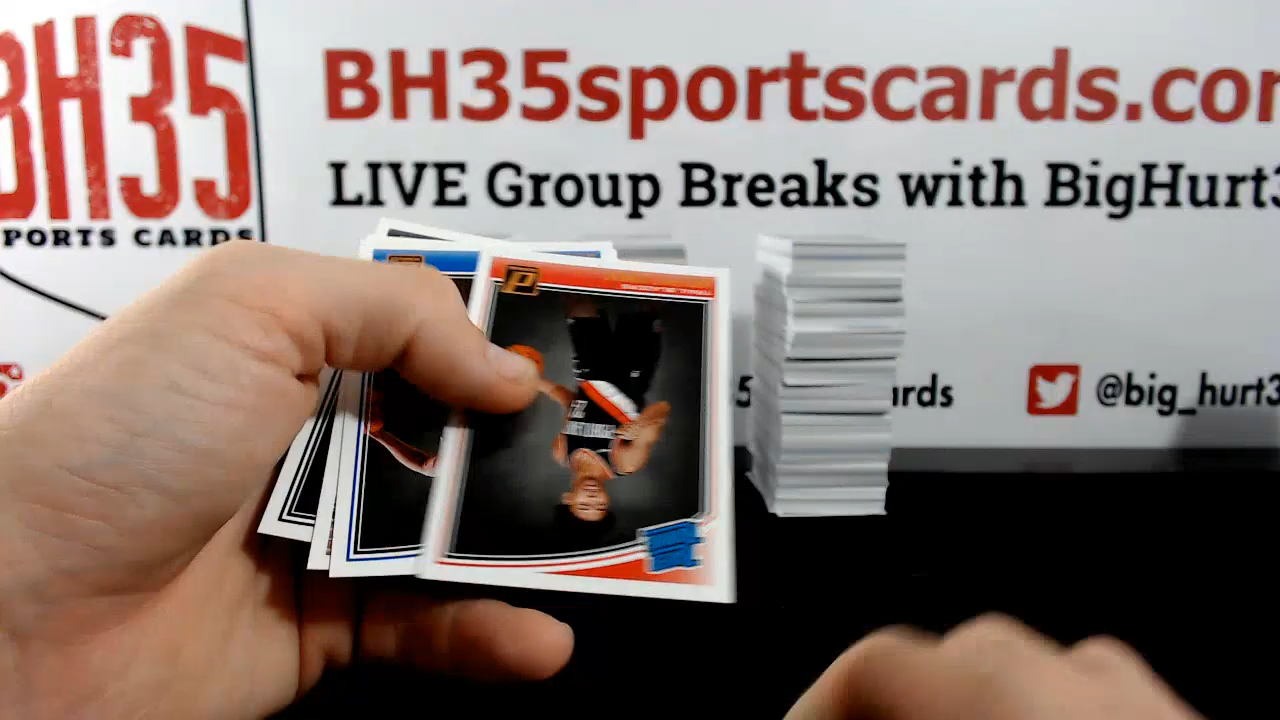 BH35
SPORTS CARDS
BH35sportscards.com
LIVE Group Breaks with BigHurt3
ards
@big_hurt3
P